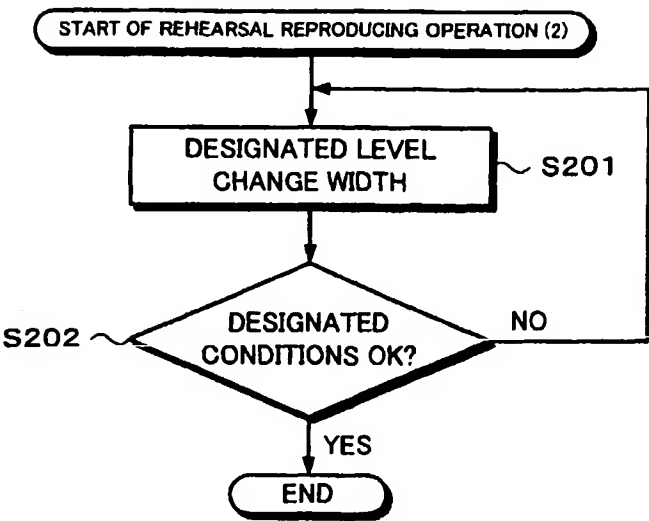 START OF REHEARSAL REPRODUCING OPERATION (2)
DESIGNATED LEVEL
CHANGE WIDTH
S201
DESIGNATED
CONDITIONS OK?
S202
NO
YES
END